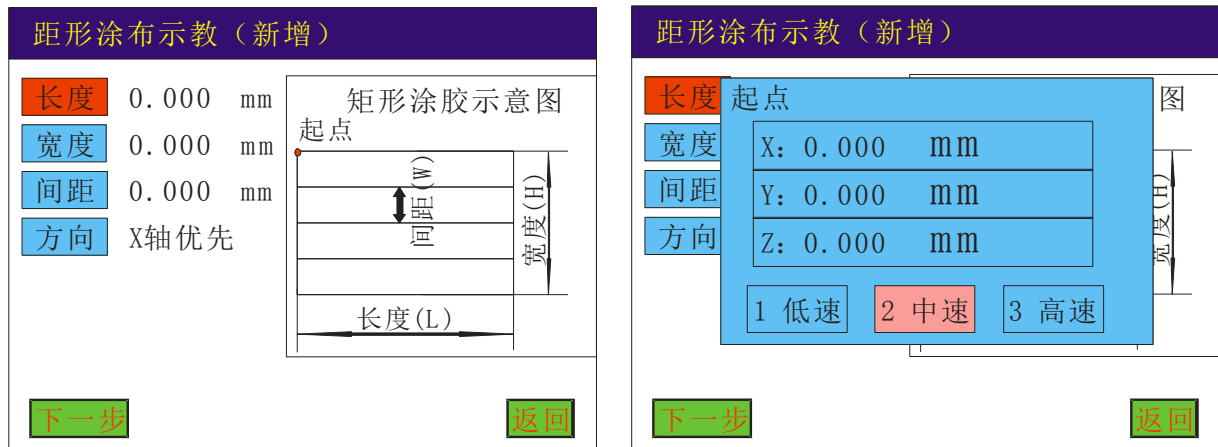 距形涂布示教（新增）
长度 0.000 mm
宽度 0.000 mm
间距 0.000 mm
方向 X轴优先
矩形涂胶示意图
起点
间距(W)
宽度(H)
长度(L)
下一步
返回
距形涂布示教（新增）
长度
宽度
间距
方向
图
起点
X: 0.000 mm
Y: 0.000 mm
Z: 0.000 mm
1 低速
2 中速
3 高速
宽度(H)
下一步
返回